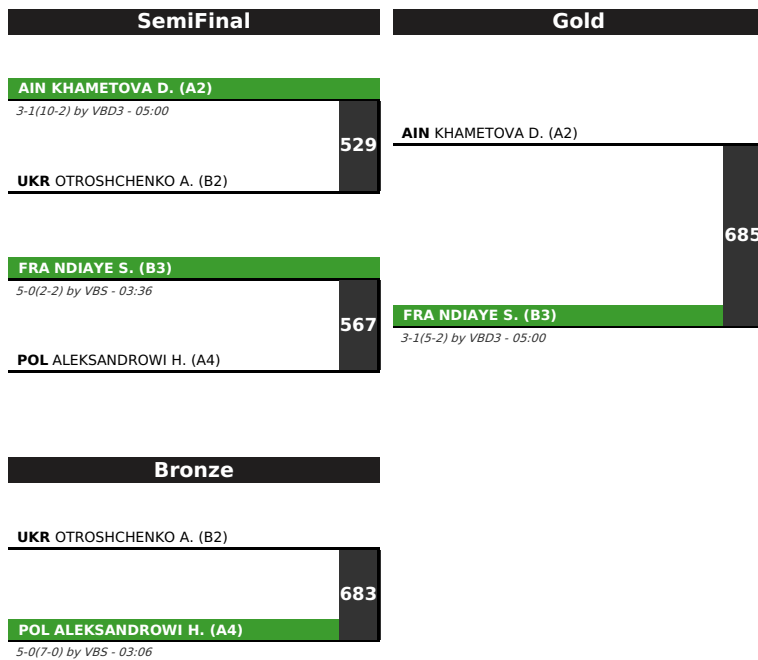 SemiFinal
AIN KHAMETOVA D. (A2)
3-1(10-2) by VBD3 - 05:00
529
UKR OTROSHCHENKO A. (B2)
FRA NDIAYE S. (B3)
5-0(2-2) by VBS - 03:36
567
POL ALEKSANDROWI H. (A4)
Gold
AIN KHAMETOVA D. (A2)
685
FRA NDIAYE S. (B3)
3-1(5-2) by VBD3 - 05:00
Bronze
UKR OTROSHCHENKO A. (B2)
683
POL ALEKSANDROWI H. (A4)
5-0(7-0) by VBS - 03:06